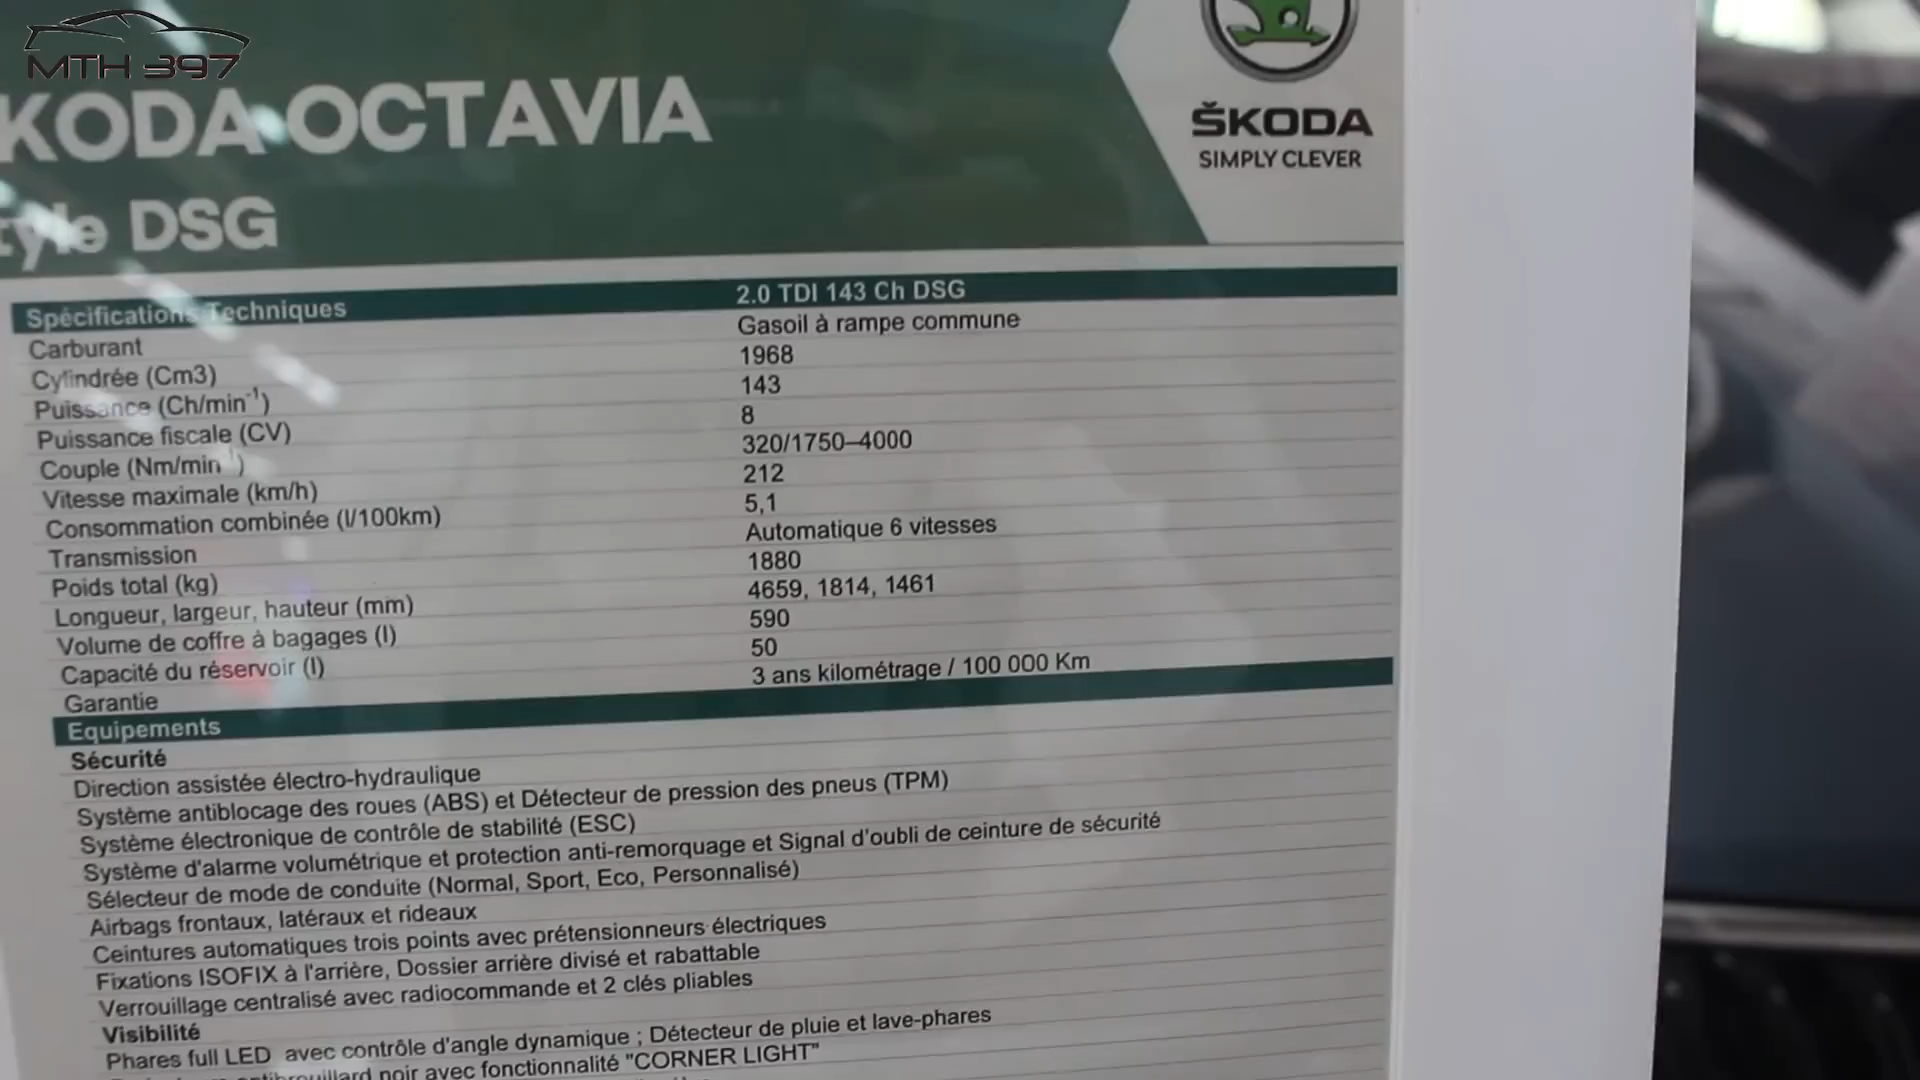 MTH 397
KODA OCTAVIA
tyle DSG
ŠKODA
SIMPLY CLEVER
Spécifications Techniques 2.0 TDI 143 Ch DSG
Carburant Gasoil à rampe commune
Cylindrée (Cm3) 1968
Puissance (Ch/min⁻¹) 143
Puissance fiscale (CV) 8
Couple (Nm/min⁻¹) 320/1750–4000
Vitesse maximale (km/h) 212
Consommation combinée (l/100km) 5,1
Transmission Automatique 6 vitesses
Poids total (kg) 1880
Longueur, largeur, hauteur (mm) 4659, 1814, 1461
Volume de coffre à bagages (l) 590
Capacité du réservoir (l) 50
Garantie 3 ans kilométrage / 100 000 Km
Equipements
Sécurité
Direction assistée électro-hydraulique
Système antiblocage des roues (ABS) et Détecteur de pression des pneus (TPM)
Système électronique de contrôle de stabilité (ESC)
Système d'alarme volumétrique et protection anti-remorquage et Signal d'oubli de ceinture de sécurité
Sélecteur de mode de conduite (Normal, Sport, Eco, Personnalisé)
Airbags frontaux, latéraux et rideaux
Ceintures automatiques trois points avec prétensionneurs électriques
Fixations ISOFIX à l'arrière, Dossier arrière divisé et rabattable
Verrouillage centralisé avec radiocommande et 2 clés pliables
Visibilité
Phares full LED avec contrôle d'angle dynamique ; Détecteur de pluie et lave-phares
noir avec fonctionnalité "CORNER LIGHT"